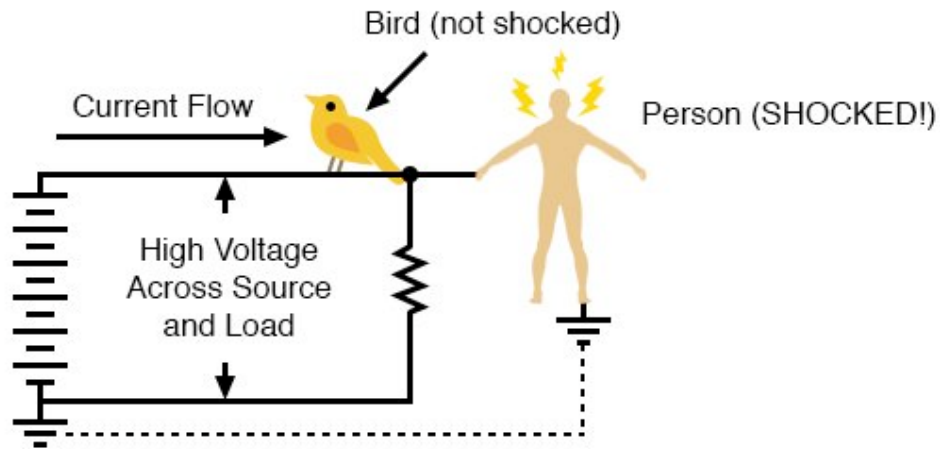 Bird (not shocked)
Current Flow
Person (SHOCKED!)
High Voltage
Across Source
and Load